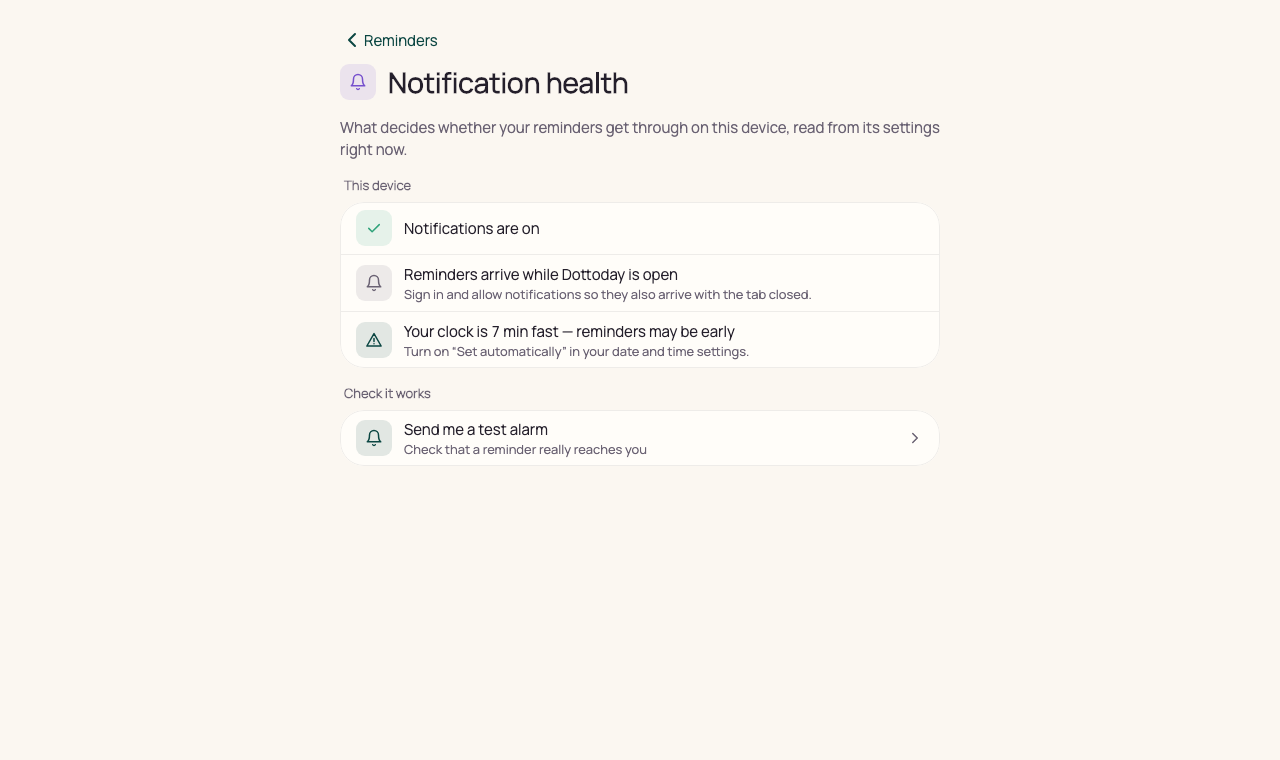 Reminders
Notification health
What decides whether your reminders get through on this device, read from its settings
right now.
This device
Notifications are on
Reminders arrive while Dottoday is open
Sign in and allow notifications so they also arrive with the tab closed.
Your clock is 7 min fast — reminders may be early
Turn on “Set automatically” in your date and time settings.
Check it works
Send me a test alarm
Check that a reminder really reaches you